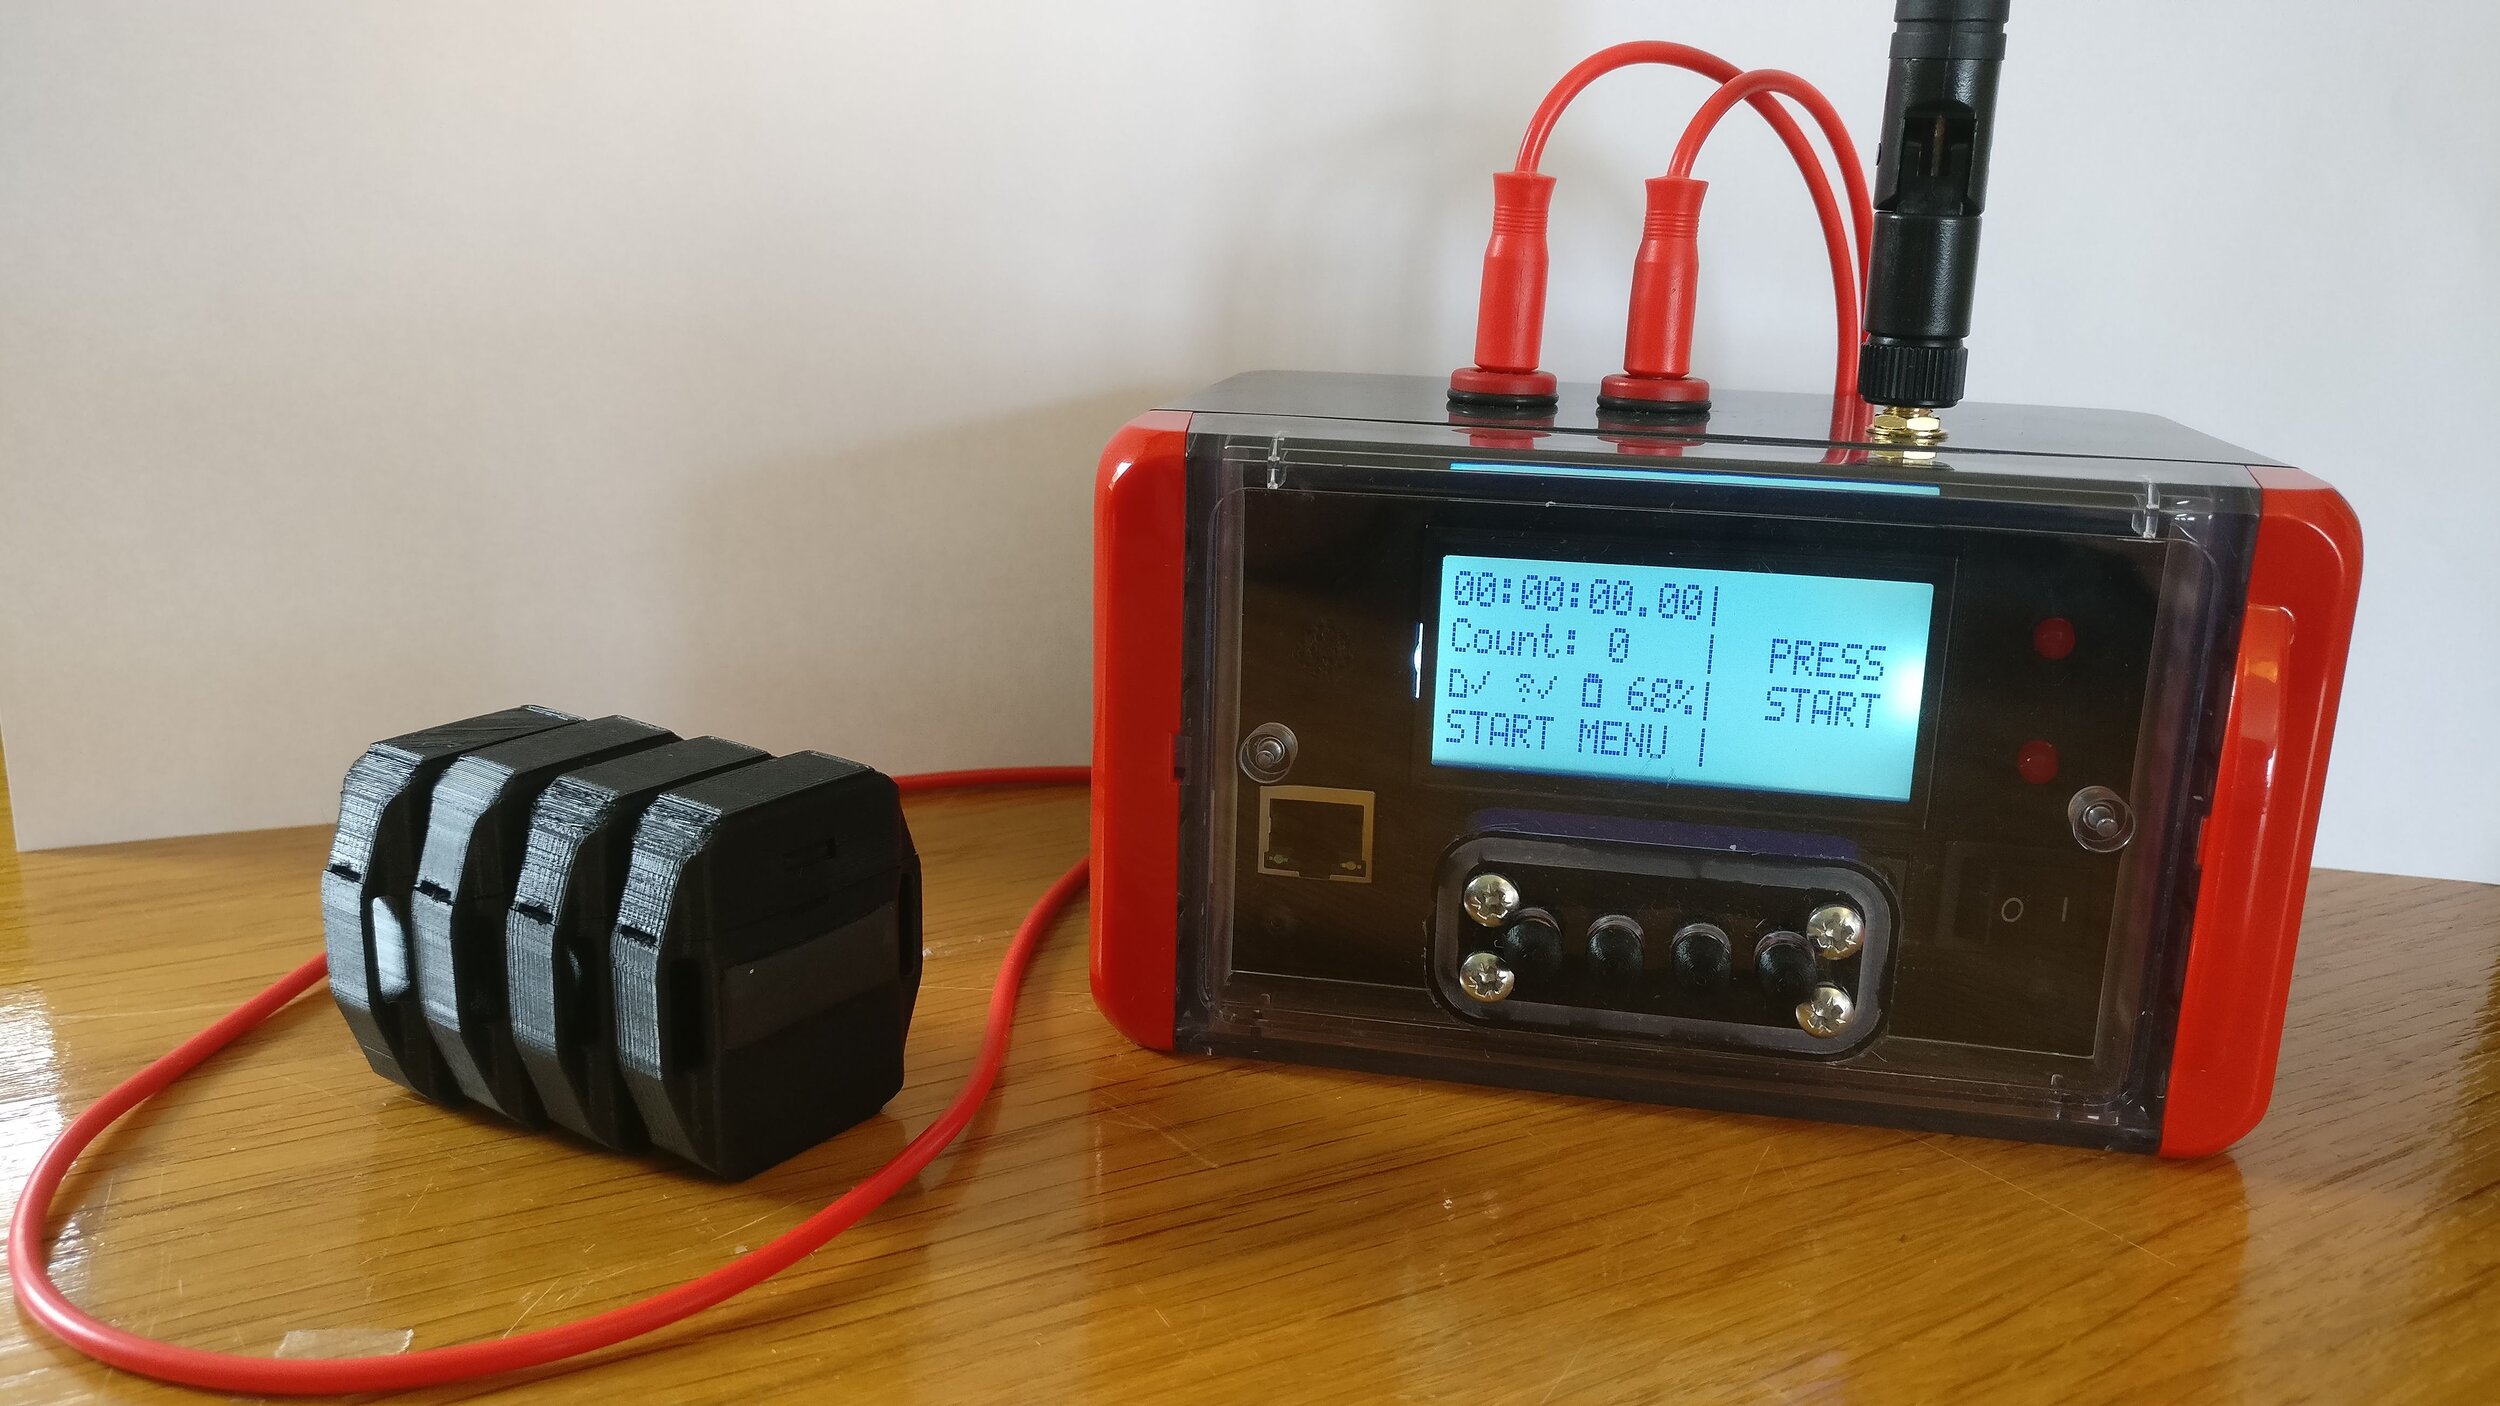 00:00:00.00|
Count: 0 | PRESS
✓ ✓ 68%| START
START MENU |
O I